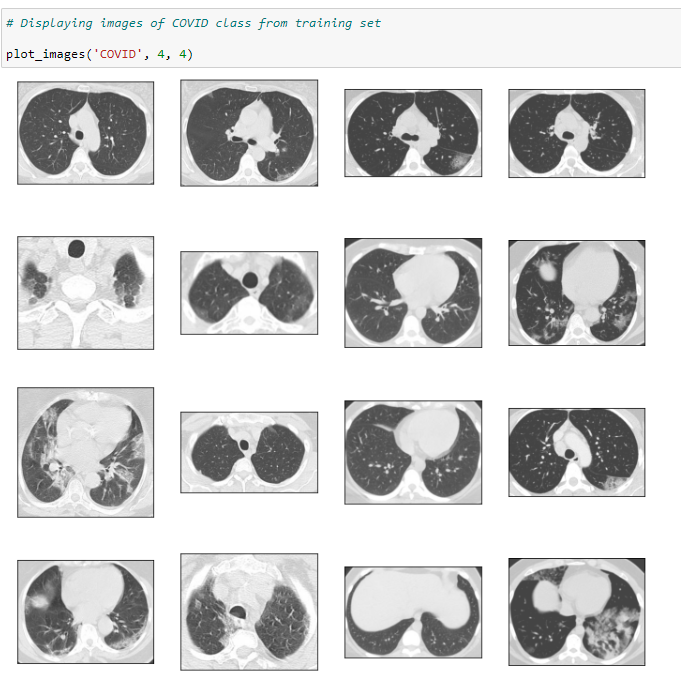 # Displaying images of COVID class from training set
plot_images('COVID', 4, 4)